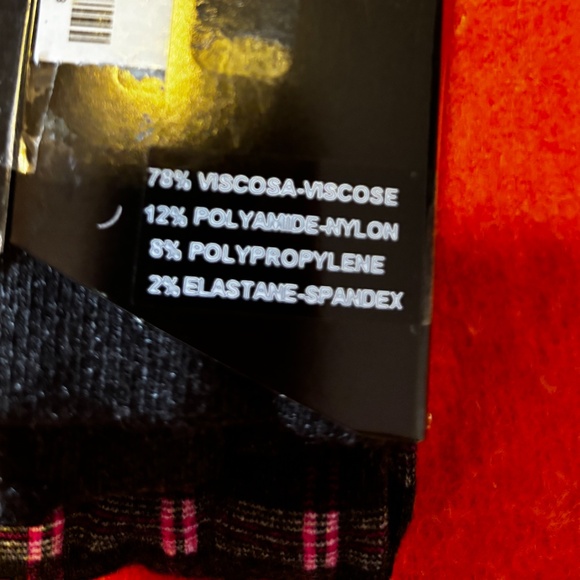 78% VISCOSA-VISCOSE
12% POLYAMIDE-NYLON
8% POLYPROPYLENE
2% ELASTANE-SPANDEX